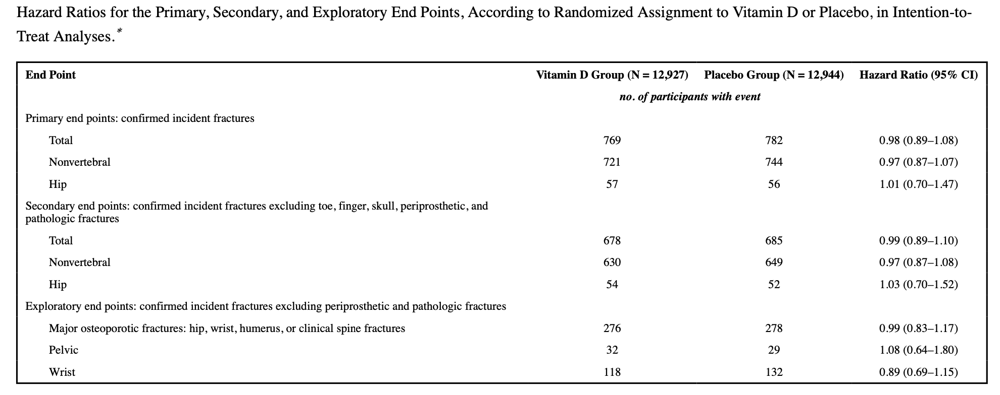 Hazard Ratios for the Primary, Secondary, and Exploratory End Points, According to Randomized Assignment to Vitamin D or Placebo, in Intention-to-
Treat Analyses.*
End Point Vitamin D Group (N = 12,927) Placebo Group (N = 12,944) Hazard Ratio (95% CI)
no. of participants with event
Primary end points: confirmed incident fractures
Total 769 782 0.98 (0.89–1.08)
Nonvertebral 721 744 0.97 (0.87–1.07)
Hip 57 56 1.01 (0.70–1.47)
Secondary end points: confirmed incident fractures excluding toe, finger, skull, periprosthetic, and
pathologic fractures
Total 678 685 0.99 (0.89–1.10)
Nonvertebral 630 649 0.97 (0.87–1.08)
Hip 54 52 1.03 (0.70–1.52)
Exploratory end points: confirmed incident fractures excluding periprosthetic and pathologic fractures
Major osteoporotic fractures: hip, wrist, humerus, or clinical spine fractures 276 278 0.99 (0.83–1.17)
Pelvic 32 29 1.08 (0.64–1.80)
Wrist 118 132 0.89 (0.69–1.15)